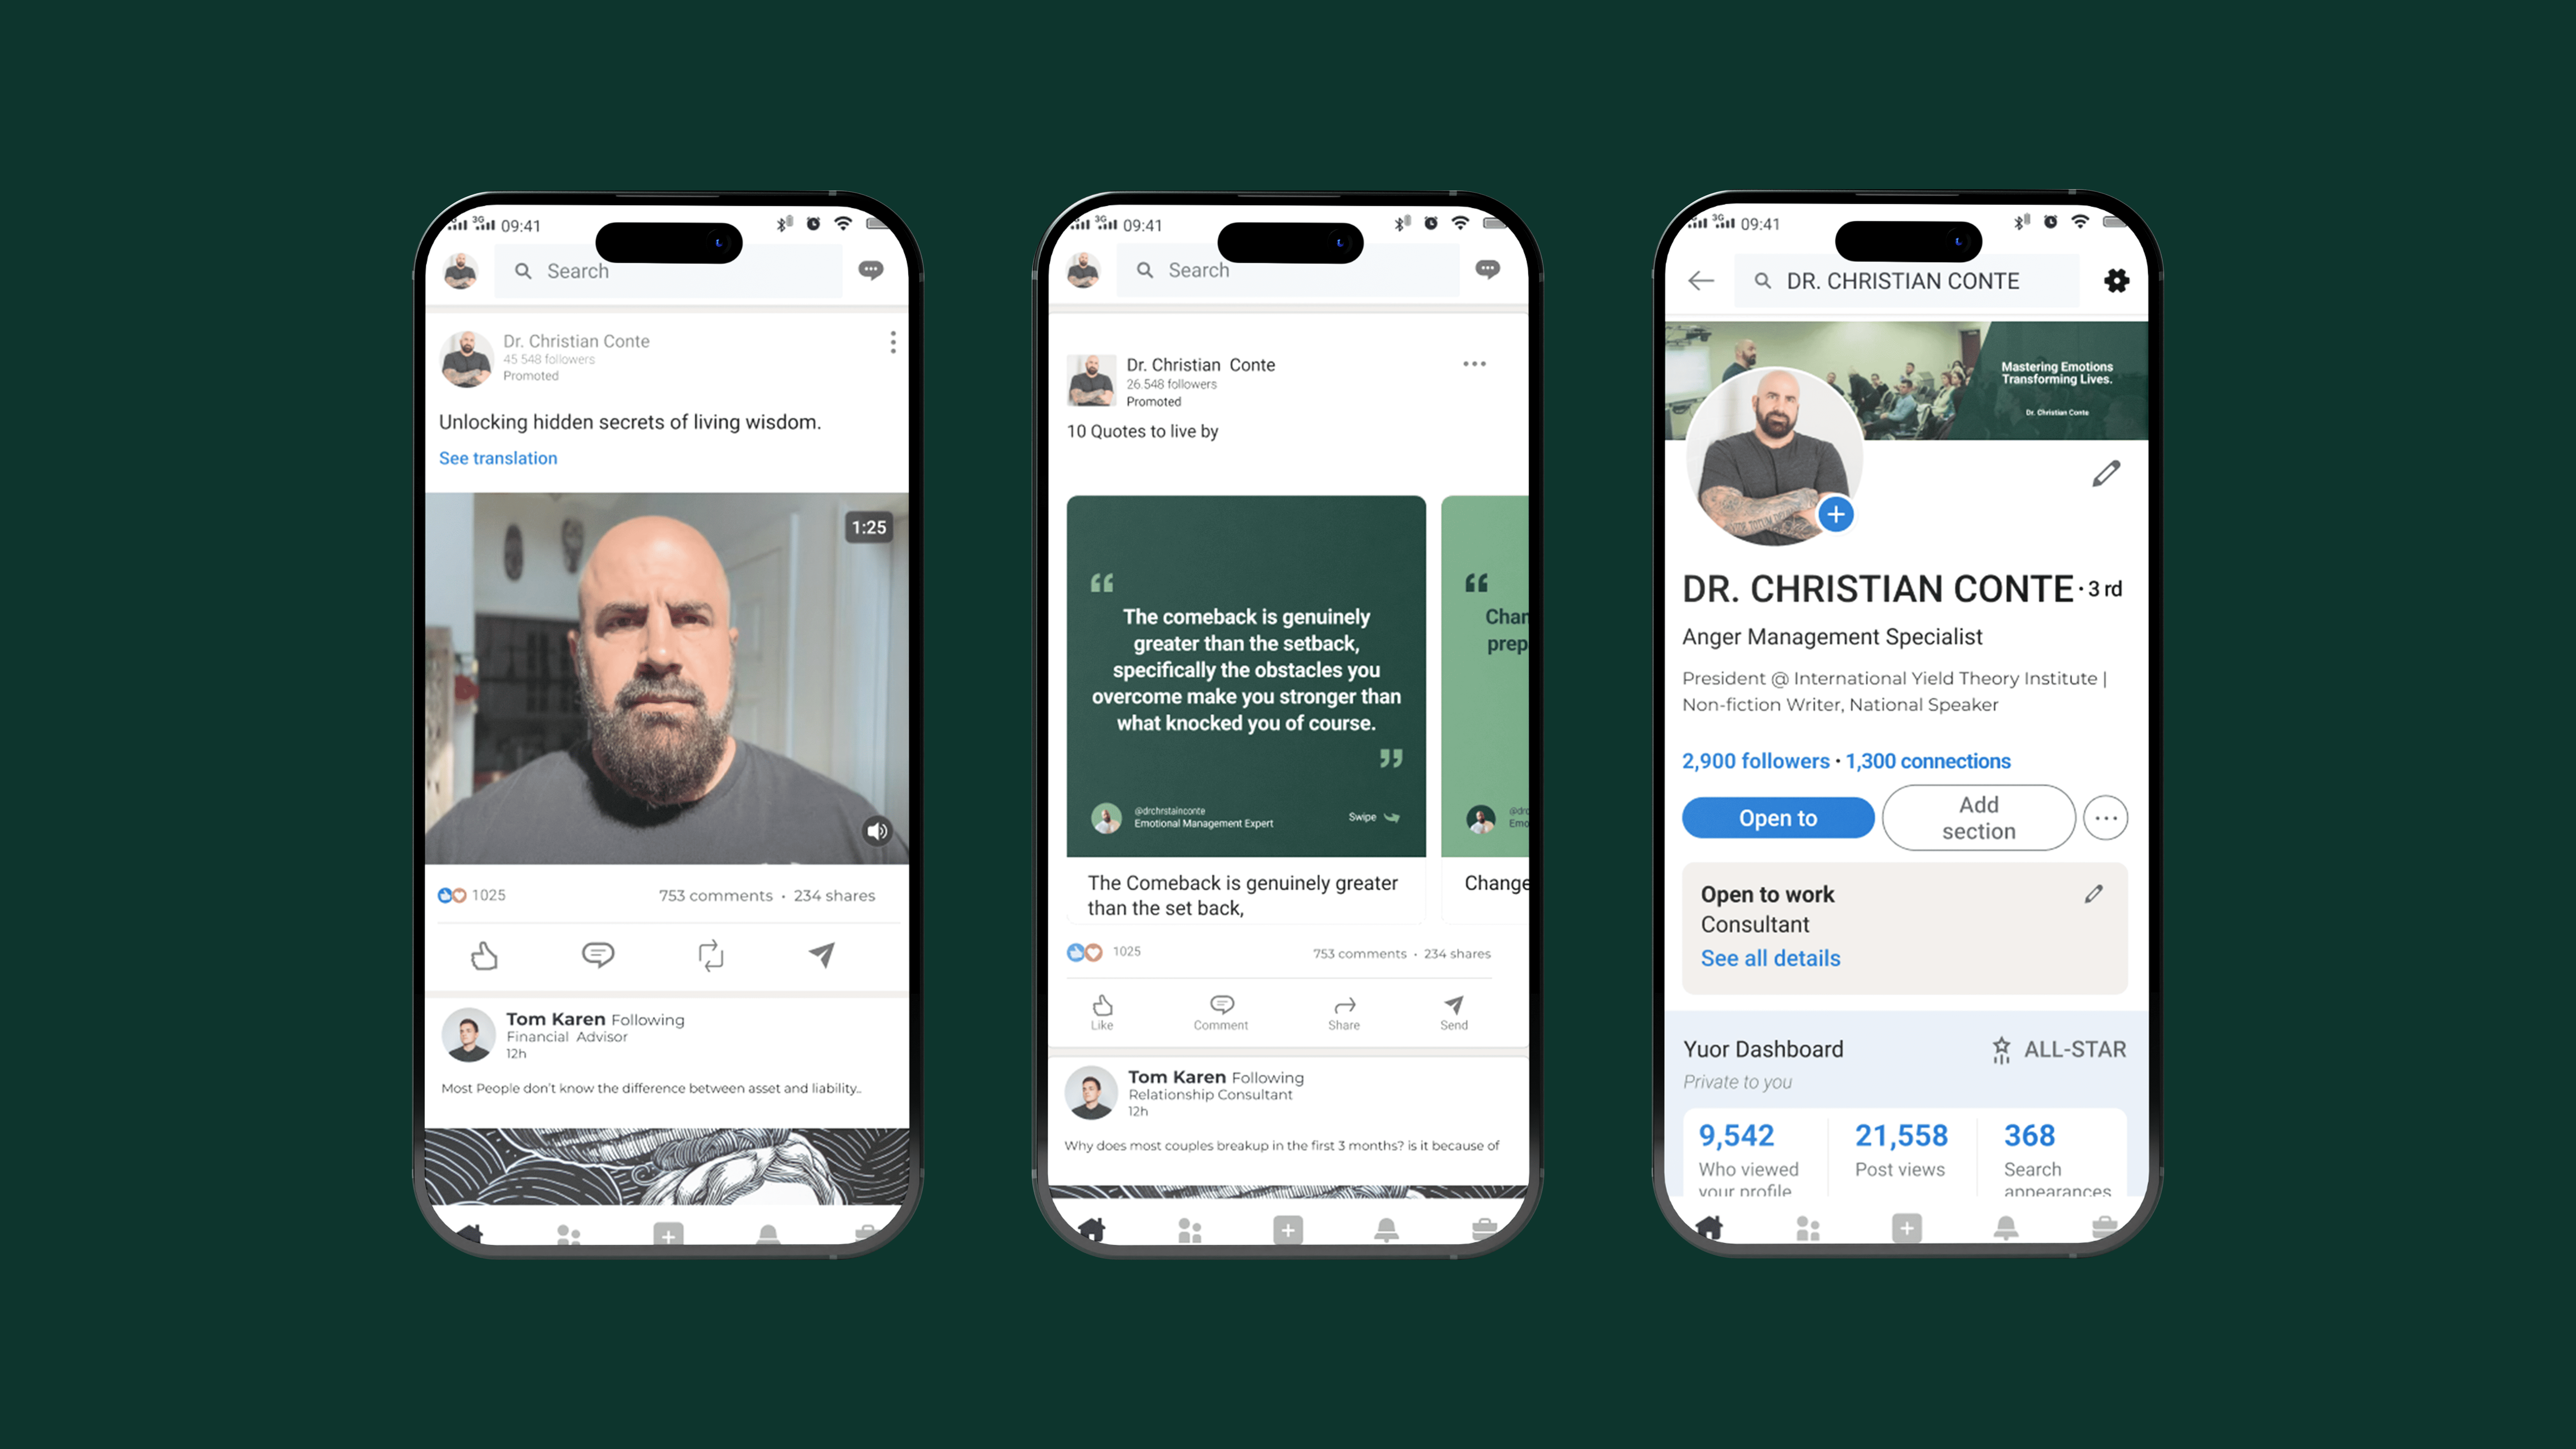 3G 09:41
Search
Dr. Christian Conte
45 548 followers
Promoted
Unlocking hidden secrets of living wisdom.
See translation
1:25
1025 753 comments • 234 shares
Tom Karen Following
Financial Advisor
12h
Most People don't know the difference between asset and liability..
3G 09:41
Search
Dr. Christian Conte
26.548 followers
Promoted
10 Quotes to live by
“
The comeback is genuinely
greater than the setback,
specifically the obstacles you
overcome make you stronger than
what knocked you of course.
”
@drchrstainconte
Emotional Management Expert
Swipe
“
Chan
prep
@drc
Emo
The Comeback is genuinely greater
than the set back,
Change
1025 753 comments • 234 shares
Like Comment Share Send
Tom Karen Following
Relationship Consultant
12h
Why does most couples breakup in the first 3 months? is it because of
3G 09:41
DR. CHRISTIAN CONTE
Mastering Emotions
Transforming Lives.
Dr. Christian Conte
DR. CHRISTIAN CONTE · 3 rd
Anger Management Specialist
President @ International Yield Theory Institute |
Non-fiction Writer, National Speaker
2,900 followers · 1,300 connections
Open to
Add
section
Open to work
Consultant
See all details
Yuor Dashboard
ALL-STAR
Private to you
9,542 21,558 368
Who viewed Post views Search
your profile appearances